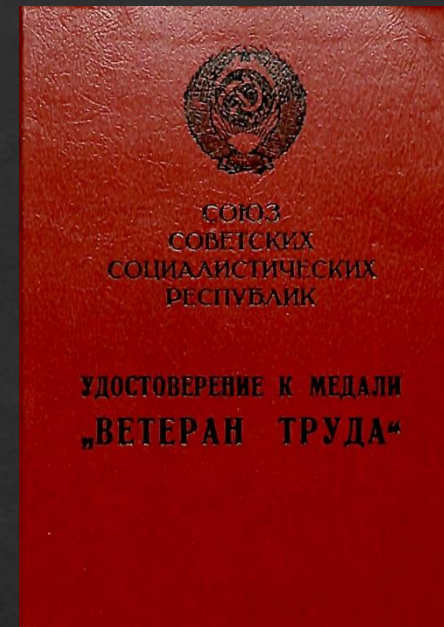 СОЮЗ
СОВЕТСКИХ
СОЦИАЛИСТИЧЕСКИХ
РЕСПУБЛИК
УДОСТОВЕРЕНИЕ К МЕДАЛИ
„ВЕТЕРАН ТРУДА“